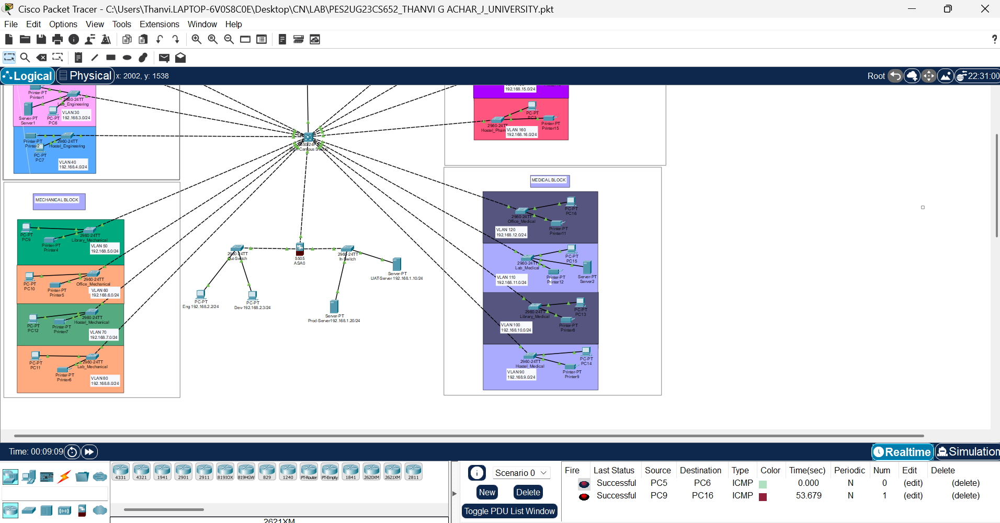 Cisco Packet Tracer - C:\Users\Thanvi.LAPTOP-6V0S8C0E\Desktop\CN\LAB\PES2UG23CS652_THANVI G ACHAR_J_UNIVERSITY.pkt
File Edit Options View Tools Extensions Window Help
?
Logical Physical x: 2002, y: 1538 Root 22:31:00
Printer-PT
Printer1
2960-24TT
Lab_Engineering
Server-PT
Server1
PC-PT
PC6
VLAN 30
192.168.3.0/24
Printer-PT
Printer2
2960-24TT
Hostel_Engineering
PC-PT
PC7
VLAN 40
192.168.4.0/24
192.168.15.0/24
PC-PT
2960-24TT
Printer-PT
Printer15
VLAN 160
192.168.16.0/24
MECHANICAL BLOCK
PC-PT
PC9
2960-24TT
Library_Mechanical
Printer-PT
Printer4
VLAN 50
192.168.5.0/24
PC-PT
PC10
2960-24TT
Office_Mechanical
Printer-PT
Printer5
VLAN 60
192.168.6.0/24
PC-PT
PC12
2960-24TT
Hostel_Mechanical
Printer-PT
Printer7
VLAN 70
192.168.7.0/24
PC-PT
PC11
2960-24TT
Lab_Mechanical
Printer-PT
Printer6
VLAN 80
192.168.8.0/24
2960-24TT
Out-Switch
5505
ASA0
2960-24TT
In-Switch
Server-PT
UAT-Server 192.168.1.10/24
PC-PT
Eng 192.168.2.2/24
PC-PT
Dev-192.168.2.3/24
Server-PT
Prod-Server192.168.1.20/24
MEDICAL BLOCK
PC-PT
PC16
2960-24TT
Office_Medical
Printer-PT
Printer11
VLAN 120
192.168.12.0/24
PC-PT
PC15
2960-24TT
Lab_Medical
Printer-PT
Printer12
Server-PT
Server2
VLAN 110
192.168.11.0/24
PC-PT
PC13
2960-24TT
Library_Medical
Printer-PT
VLAN 100
192.168.10.0/24
PC-PT
PC14
2960-24TT
Hostel_Medical
Printer-PT
Printer9
VLAN 90
192.168.9.0/24
Time: 00:09:09 Realtime Simulation
4331 4321 1941 2901 2911 819IOX 819HGW 829 1240 PT-Router PT-Empty 1841 2620XM 2621XM 2811
2621XM
Scenario 0
New Delete
Toggle PDU List Window
Fire Last Status Source Destination Type Color Time(sec) Periodic Num Edit Delete
Successful PC5 PC6 ICMP 0.000 N 0 (edit) (delete)
Successful PC9 PC16 ICMP 53.679 N 1 (edit) (delete)